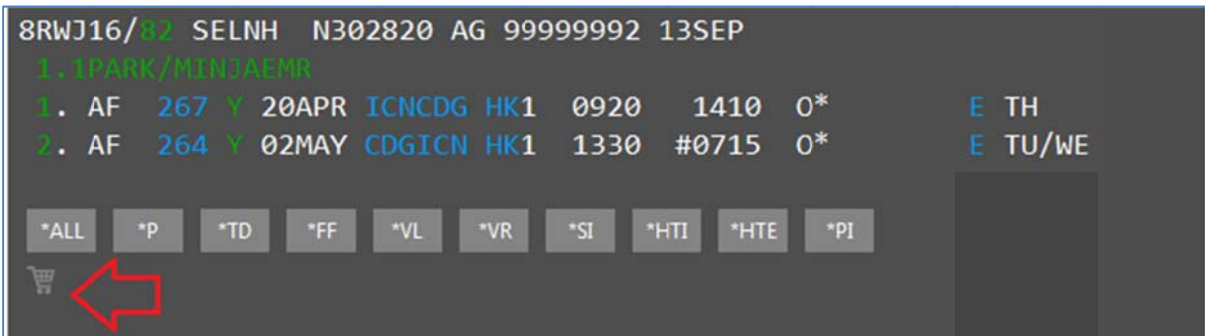 8RWJ16/82 SELNH N302820 AG 99999992 13SEP
1.1PARK/MINJAEMR
1. AF 267 Y 20APR ICNCDG HK1 0920 1410 O* E TH
2. AF 264 Y 02MAY CDGICN HK1 1330 #0715 O* E TU/WE
*ALL *P *TD *FF *VL *VR *SI *HTI *HTE *PI